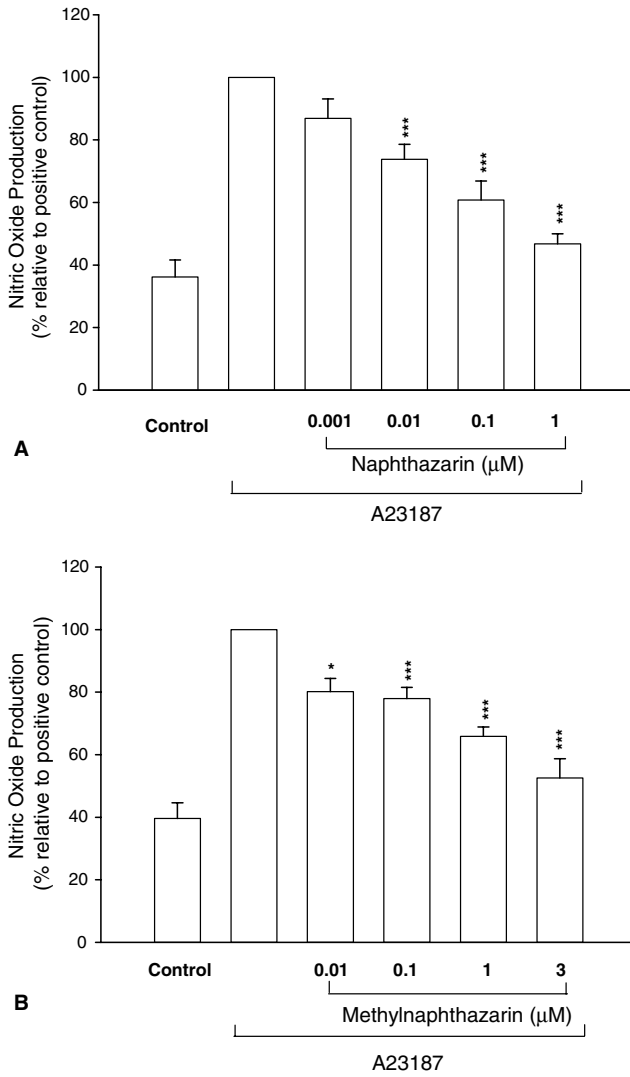 120
100
80
60
40
20
0
Nitric Oxide Production
(% relative to positive control)
***
***
***
Control
0.001 0.01 0.1 1
A
Naphthazarin (μM)
A23187
120
100
80
60
40
20
0
Nitric Oxide Production
(% relative to positive control)
*
***
***
***
Control
0.01 0.1 1 3
B
Methylnaphthazarin (μM)
A23187